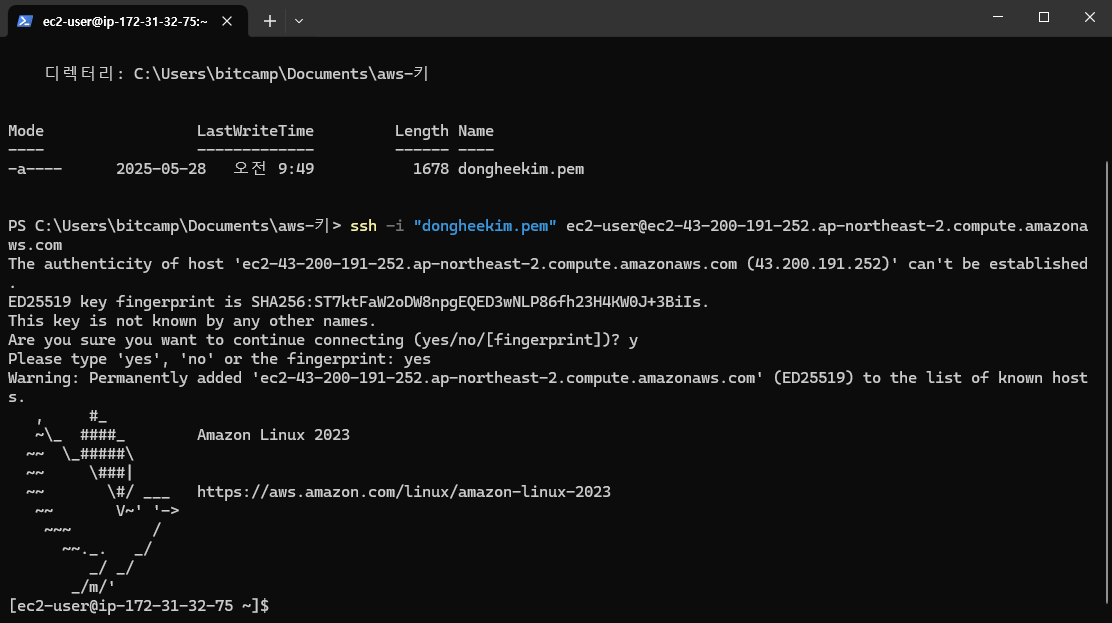 ec2-user@ip-172-31-32-75:~
디렉터리: C:\Users\bitcamp\Documents\aws-키
Mode                 LastWriteTime         Length Name
----                 -------------         ------ ----
-a----      2025-05-28   오전 9:49           1678 dongheekim.pem
PS C:\Users\bitcamp\Documents\aws-키> ssh -i "dongheekim.pem" ec2-user@ec2-43-200-191-252.ap-northeast-2.compute.amazona
ws.com
The authenticity of host 'ec2-43-200-191-252.ap-northeast-2.compute.amazonaws.com (43.200.191.252)' can't be established
.
ED25519 key fingerprint is SHA256:ST7ktFaW2oDW8npgEQED3wNLP86fh23H4KW0J+3BiIs.
This key is not known by any other names.
Are you sure you want to continue connecting (yes/no/[fingerprint])? y
Please type 'yes', 'no' or the fingerprint: yes
Warning: Permanently added 'ec2-43-200-191-252.ap-northeast-2.compute.amazonaws.com' (ED25519) to the list of known host
s.
   ,     #_
   ~\_  ####_        Amazon Linux 2023
  ~~  \_#####\
  ~~     \###|
  ~~       \#/ ___   https://aws.amazon.com/linux/amazon-linux-2023
   ~~       V~' '->
    ~~~         /
      ~~._.   _/
         _/ _/
       _/m/'
[ec2-user@ip-172-31-32-75 ~]$